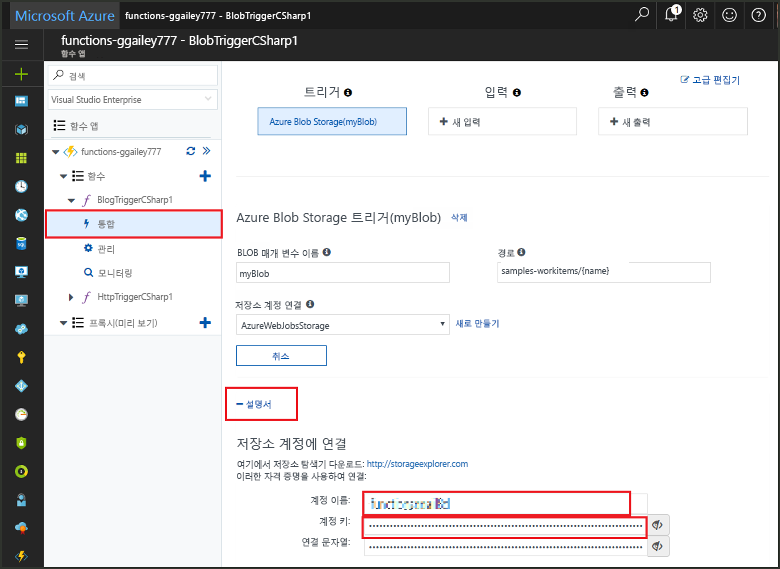 Microsoft Azure functions-ggailey777 - BlobTriggerCSharp1
1
functions-ggailey777 - BlobTriggerCSharp1
함수 앱
검색
Visual Studio Enterprise
함수 앱
functions-ggailey777
함수
BlogTriggerCSharp1
통합
관리
모니터링
HttpTriggerCSharp1
프록시(미리 보기)
고급 편집기
트리거 입력 출력
Azure Blob Storage(myBlob) 새 입력 새 출력
Azure Blob Storage 트리거(myBlob) 삭제
BLOB 매개 변수 이름 경로
myBlob samples-workitems/{name}
저장소 계정 연결
AzureWebJobsStorage 새로 만들기
취소
설명서
저장소 계정에 연결
여기에서 저장소 탐색기 다운로드: http://storageexplorer.com
이러한 자격 증명을 사용하여 연결:
계정 이름:
계정 키:
연결 문자열: